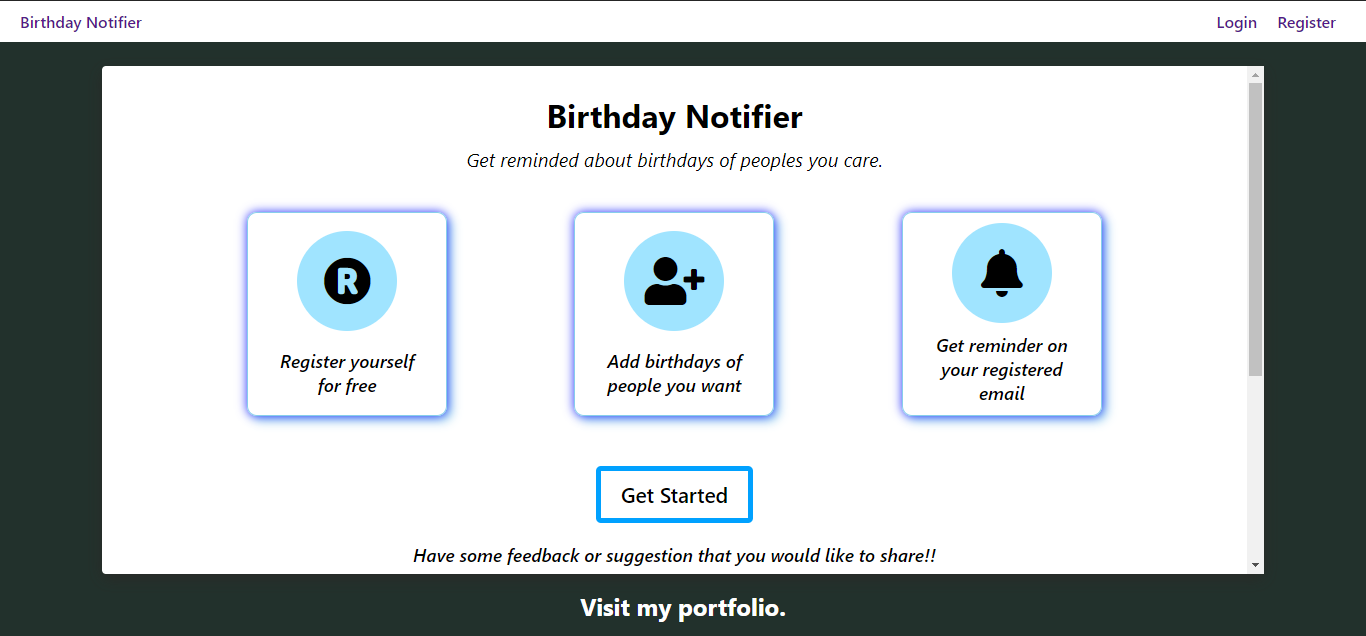 Birthday Notifier
Login
Register
Birthday Notifier
Get reminded about birthdays of peoples you care.
R
Register yourself
for free
Add birthdays of
people you want
Get reminder on
your registered
email
Get Started
Have some feedback or suggestion that you would like to share!!
Visit my portfolio.